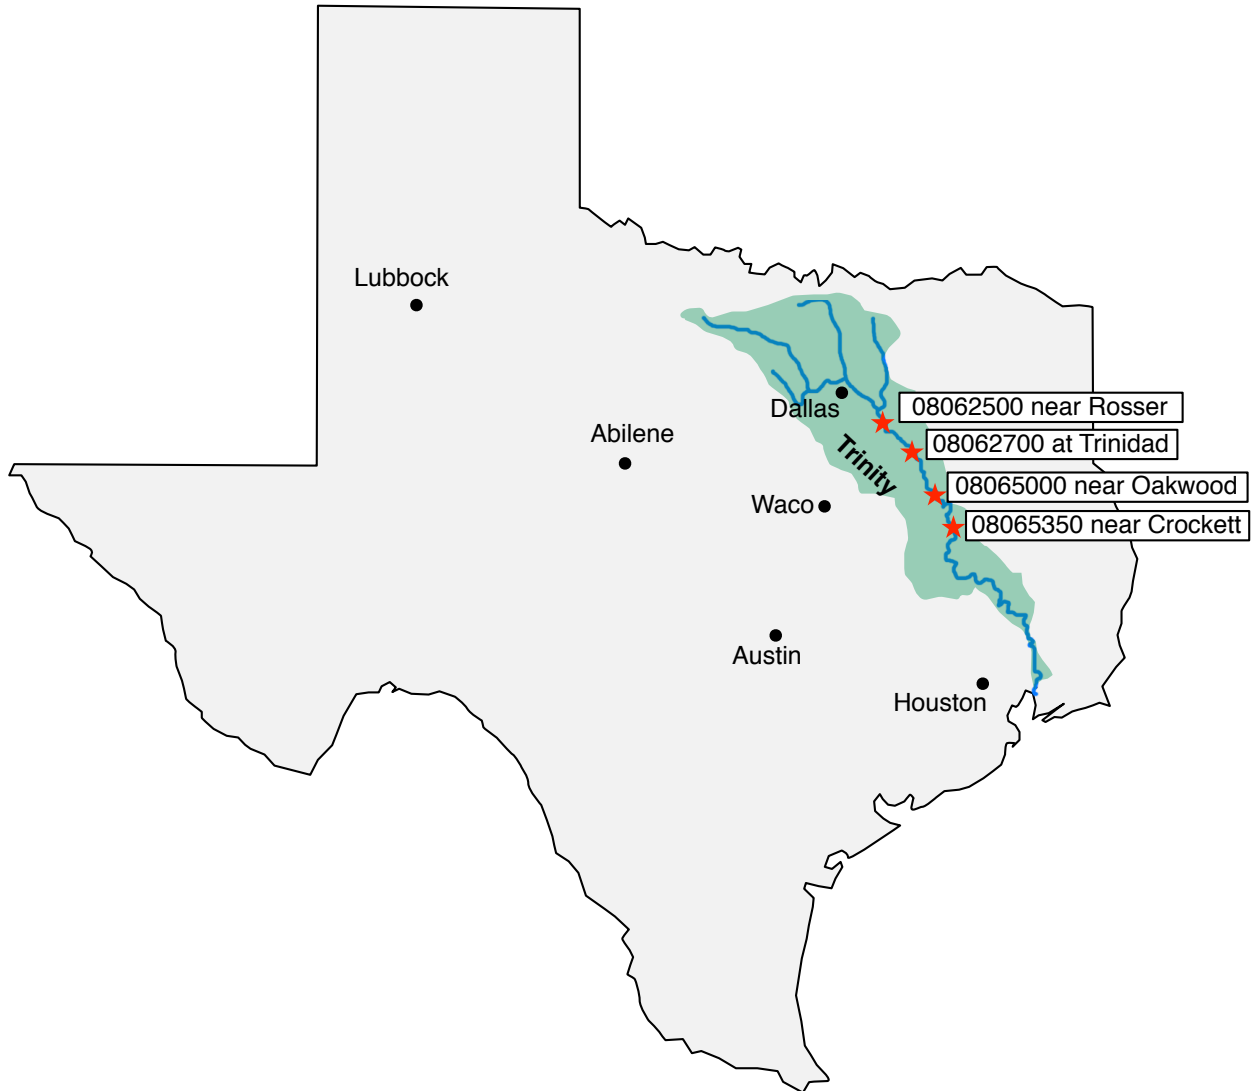 Lubbock
Dallas
08062500 near Rosser
Abilene
Trinity
08062700 at Trinidad
Waco
08065000 near Oakwood
08065350 near Crockett
Austin
Houston